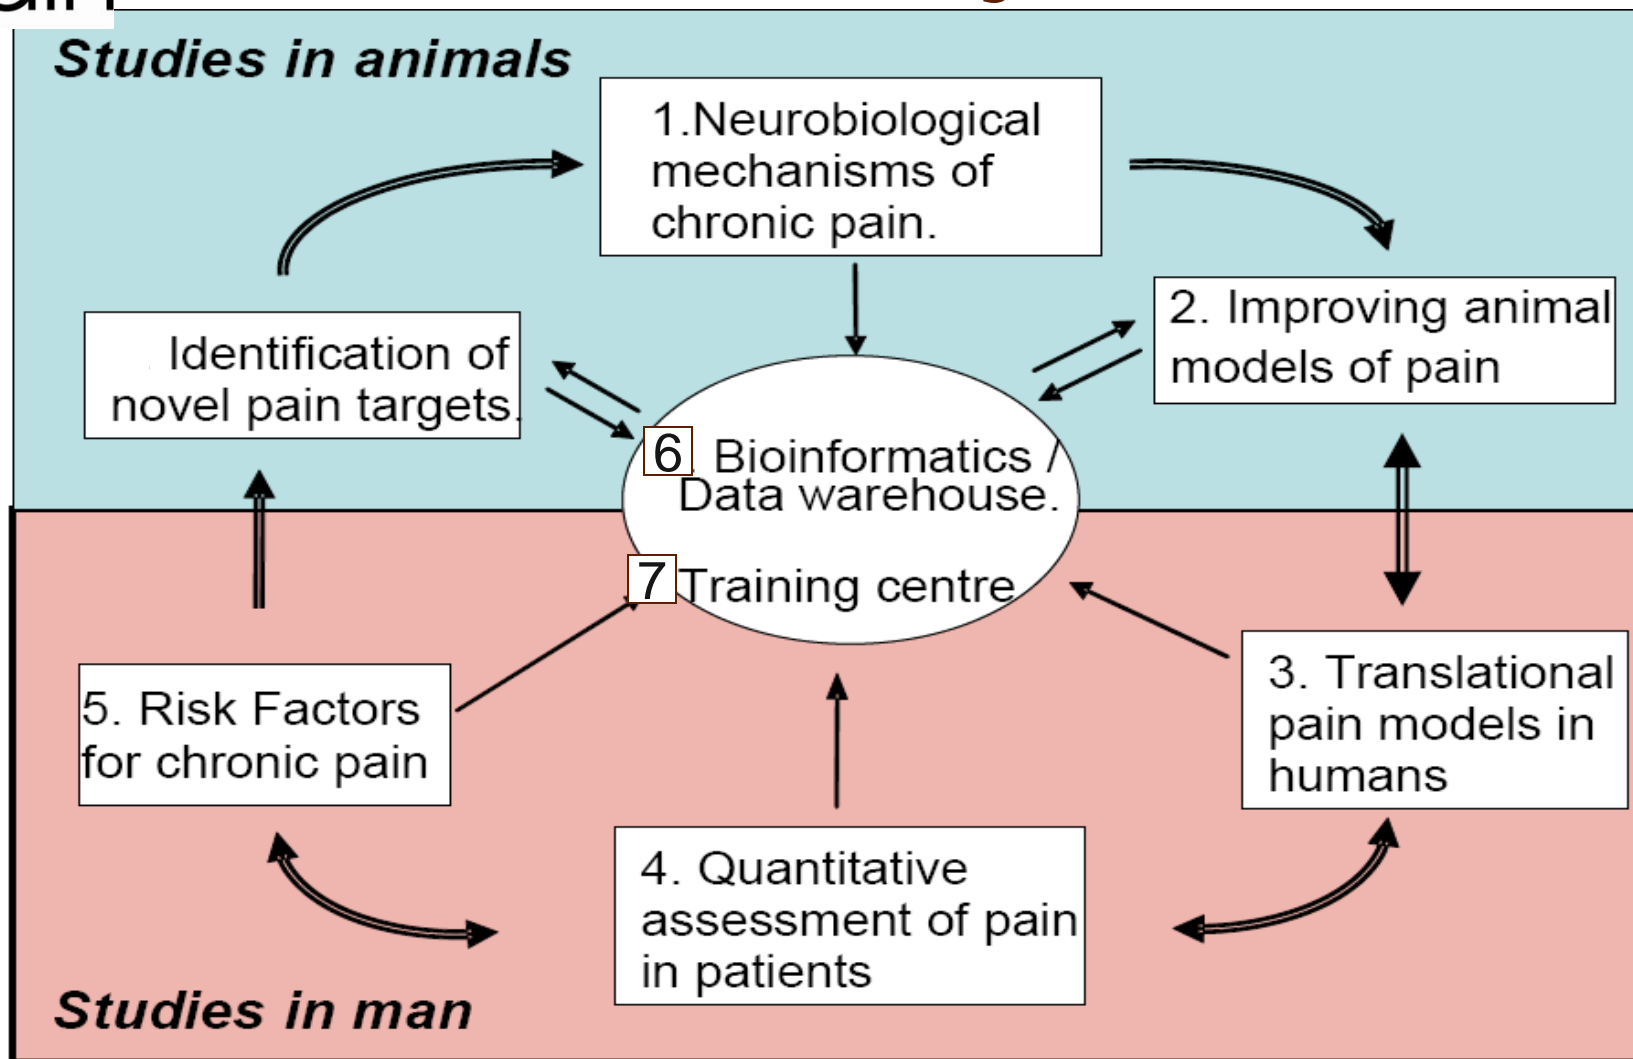 Studies in animals
1.Neurobiological
mechanisms of
chronic pain.
2. Improving animal
models of pain
Identification of
novel pain targets.
6. Bioinformatics /
Data warehouse.
7 Training centre
5. Risk Factors
for chronic pain
3. Translational
pain models in
humans
4. Quantitative
assessment of pain
in patients
Studies in man